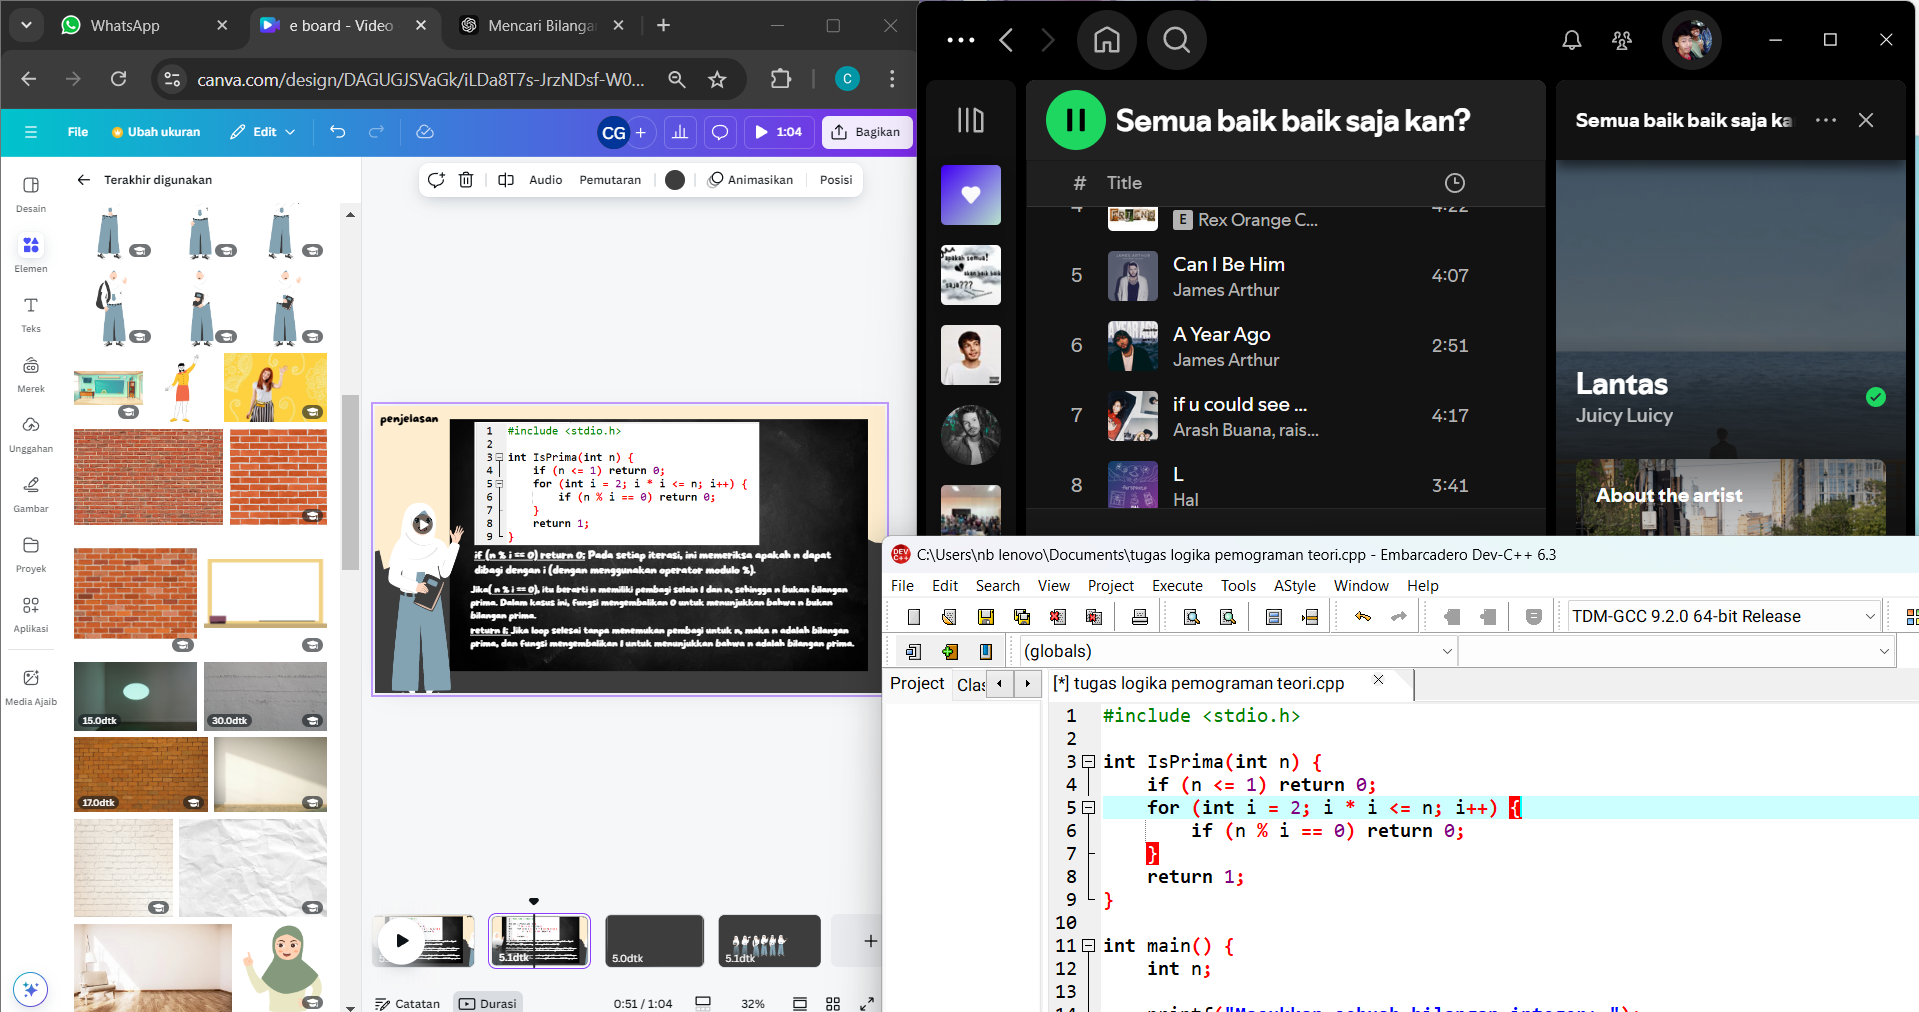 WhatsApp
e board - Video
Mencari Bilangan
canva.com/design/DAGUGJSVaGk/iLDa8T7s-JrzNDsf-W0...
C
File
Ubah ukuran
Edit
CG
1:04
Bagikan
Desain
Elemen
Teks
Merek
Unggahan
Gambar
Proyek
Aplikasi
Media Ajaib
Terakhir digunakan
15.0dtk
30.0dtk
17.0dtk
Audio
Pemutaran
Animasikan
Posisi
penjelasan
1 #include <stdio.h>
2
3 int IsPrima(int n) {
4 if (n <= 1) return 0;
5 for (int i = 2; i * i <= n; i++) {
6 if (n % i == 0) return 0;
7 }
8 return 1;
9 }
if (n % i == 0) return 0; Pada setiap iterasi, ini memeriksa apakah n dapat
dibagi dengan i (dengan menggunakan operator modulo %).
Jika( n % i == 0), itu berarti n memiliki pembagi selain 1 dan n, sehingga n bukan bilangan
prima. Dalam kasus ini, fungsi mengembalikan 0 untuk menunjukkan bahwa n bukan
bilangan prima.
return 1: Jika loop selesai tanpa menemukan pembagi untuk n, maka n adalah bilangan
prima, dan fungsi mengembalikan 1 untuk menunjukkan bahwa n adalah bilangan prima.
5.1dtk
5.0dtk
5.1dtk
Catatan
Durasi
0:51 / 1:04
32%
Semua baik baik saja kan?
# Title
4 4:22
E Rex Orange C...
5 Can I Be Him 4:07
James Arthur
6 A Year Ago 2:51
James Arthur
7 if u could see ... 4:17
Arash Buana, rais...
8 L 3:41
Hal
Semua baik baik saja ka
Lantas
Juicy Luicy
About the artist
C:\Users\nb lenovo\Documents\tugas logika pemograman teori.cpp - Embarcadero Dev-C++ 6.3
File Edit Search View Project Execute Tools AStyle Window Help
TDM-GCC 9.2.0 64-bit Release
(globals)
Project
Clas
[*] tugas logika pemograman teori.cpp
1 #include <stdio.h>
2
3 int IsPrima(int n) {
4 if (n <= 1) return 0;
5 for (int i = 2; i * i <= n; i++) {
6 if (n % i == 0) return 0;
7 }
8 return 1;
9 }
10
11 int main() {
12 int n;
13
14 printf("Masukkan sebuah bilangan integer: ");